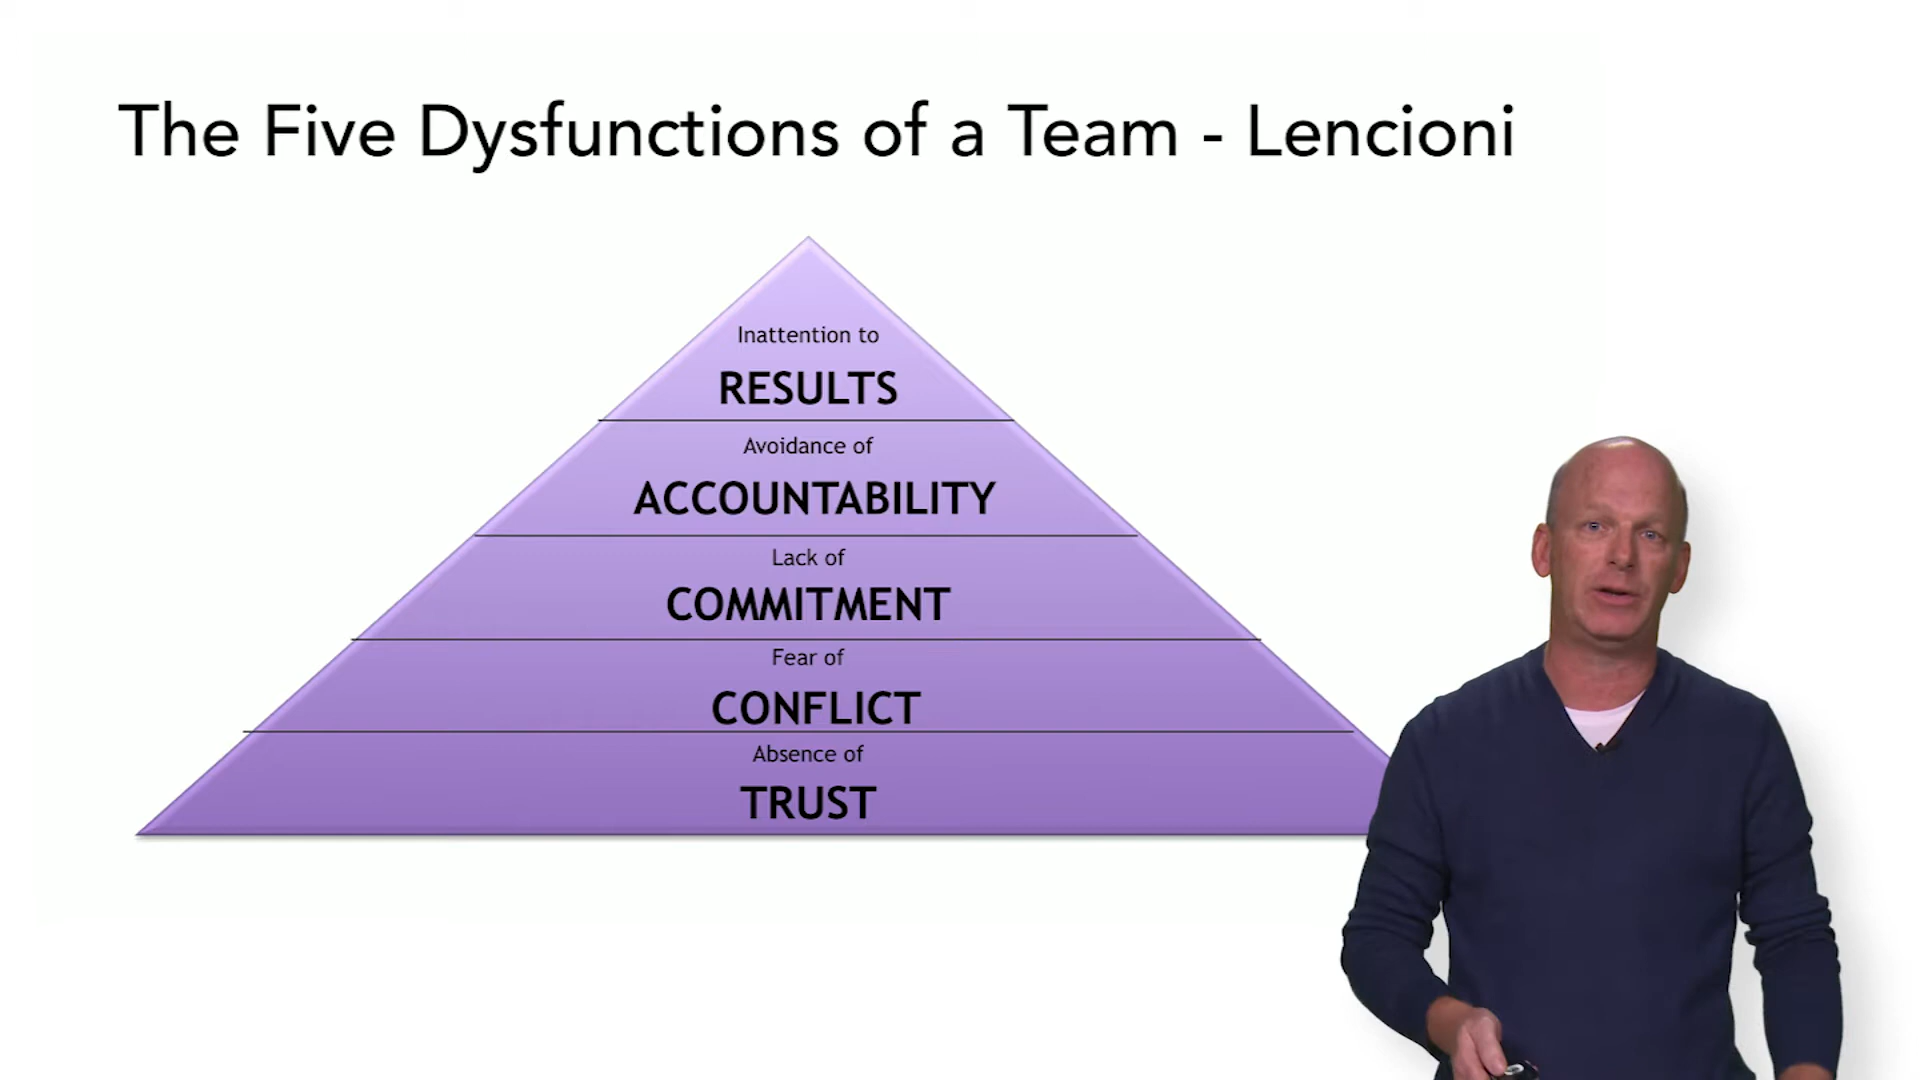 The Five Dysfunctions of a Team - Lencioni
Inattention to
RESULTS
Avoidance of
ACCOUNTABILITY
Lack of
COMMITMENT
Fear of
CONFLICT
Absence of
TRUST